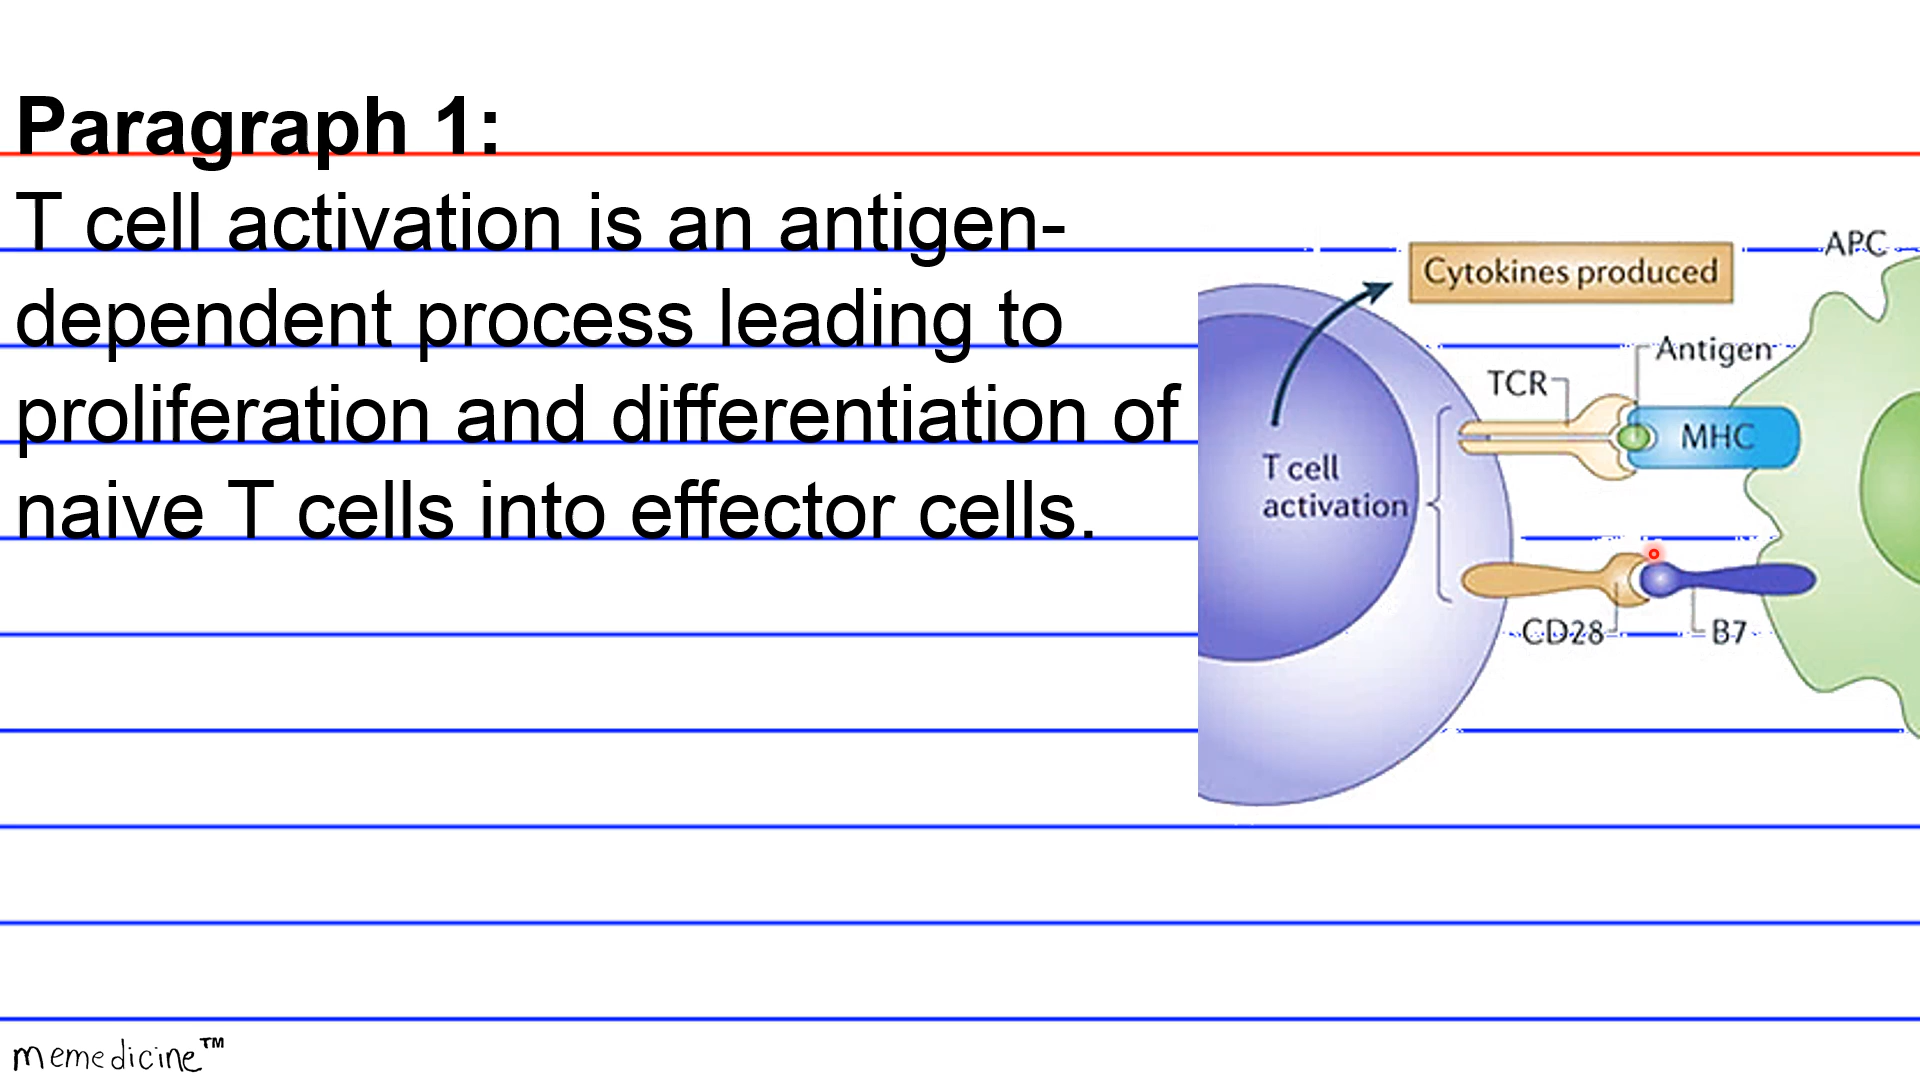 Paragraph 1:
T cell activation is an antigen-
dependent process leading to
proliferation and differentiation of
naive T cells into effector cells.
Cytokines produced
APC
Antigen
TCR
MHC
T cell
activation
CD28
B7
memedicine™